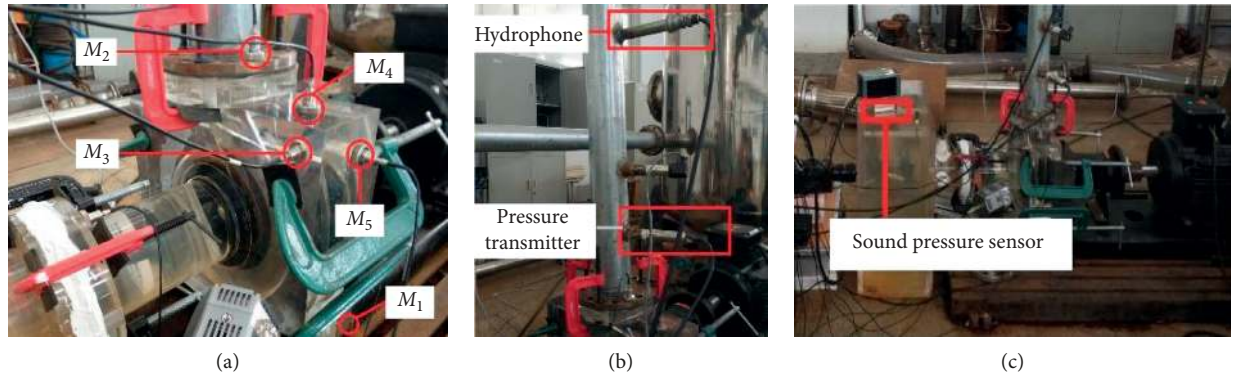 M2
M4
M3
M5
M1
(a)
Hydrophone
Pressure
transmitter
(b)
Sound pressure sensor
(c)